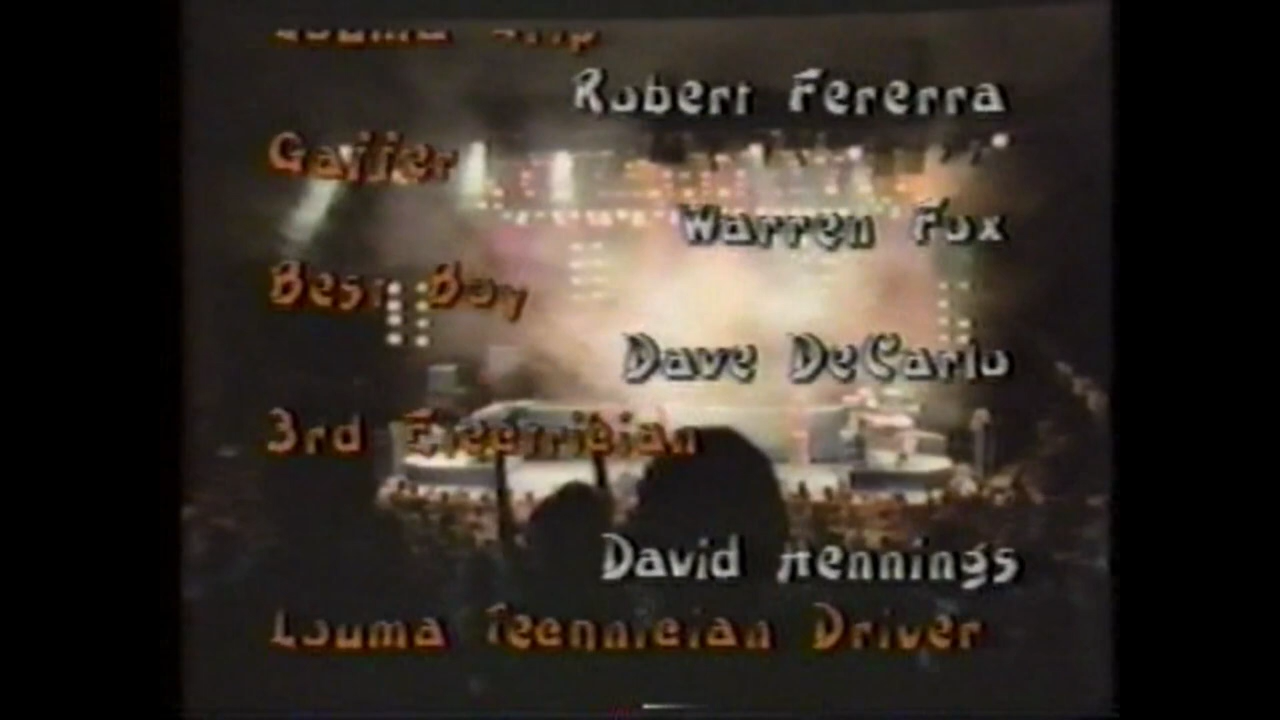 Robert Fererra
Gaffer
Warren Fox
Best Boy
Dave DeCarlo
3rd Electrician
David Hennings
Louma Technician Driver